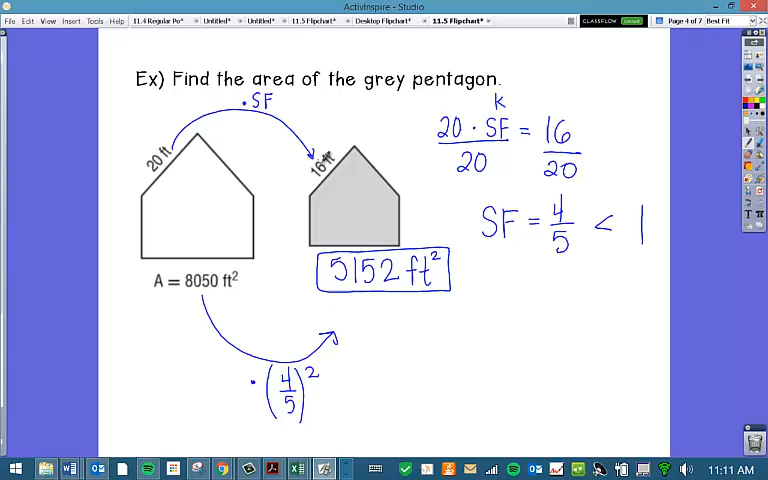 ActivInspire - Studio
File Edit View Insert Tools Help
11.4 Regular Po* Untitled* Untitled* 11.5 Flipchart* Desktop Flipchart* 11.5 Flipchart*
CLASSFLOW Page 4 of 7 Best Fit
Ex) Find the area of the grey pentagon.
· SF
k
20 · SF = 16
20 20
20 ft
16 ft
SF = 4/5 < 1
5152 ft²
A = 8050 ft²
· (4/5)²
11:11 AM